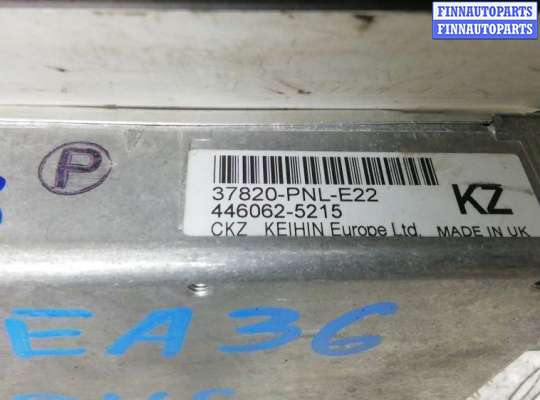 FINNAUTOPARTS
FINNAUTOPARTS
P
37820-PNL-E22
446062-5215
KZ
CKZ KEIHIN Europe Ltd. MADE IN UK
EA36